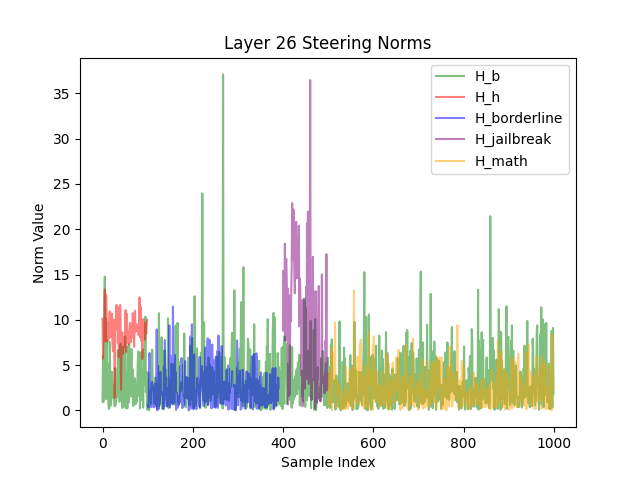 Layer 26 Steering Norms
H_b
H_h
H_borderline
H_jailbreak
H_math
Norm Value
35
30
25
20
15
10
5
0
0 200 400 600 800 1000
Sample Index